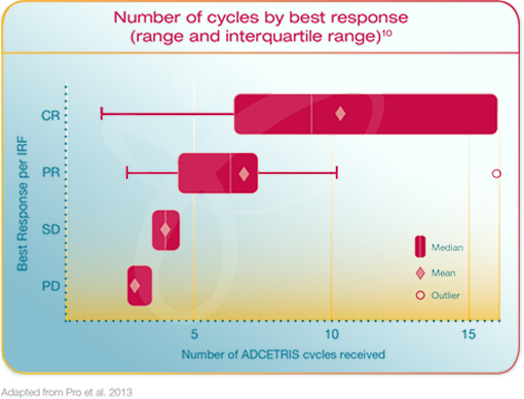 Number of cycles by best response
(range and interquartile range)¹⁰
Best Response per IRF
CR
PR
SD
PD
Median
Mean
Outlier
5
10
15
Number of ADCETRIS cycles received
Adapted from Pro et al. 2013